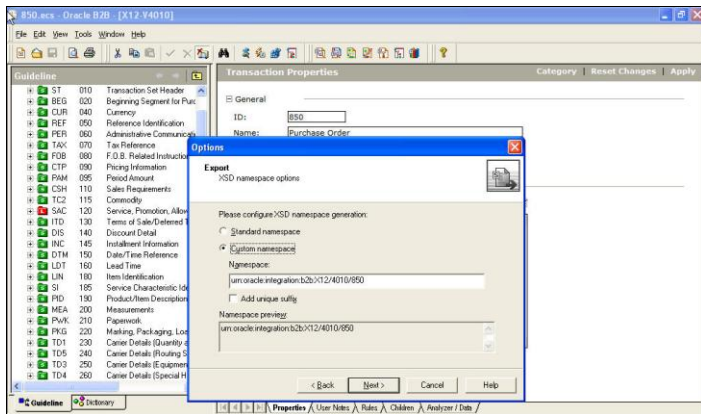 850.ecs - Oracle B2B - [X12-V4010]
File Edit View Tools Window Help
Guideline
Transaction Properties
Category | Reset Changes | Apply
ST 010 Transaction Set Header
BEG 020 Beginning Segment for Purc
CUR 040 Currency
REF 050 Reference Identification
PER 060 Administrative Communicati
TAX 070 Tax Reference
FOB 080 F.O.B. Related Instruction
CTP 090 Pricing Information
PAM 095 Period Amount
CSH 110 Sales Requirements
TC2 115 Commodity
SAC 120 Service, Promotion, Allow
ITD 130 Terms of Sale/Deferred
DIS 140 Discount Detail
INC 145 Installment Information
DTM 150 Date/Time Reference
LDT 160 Lead Time
LIN 180 Item Identification
SI 185 Service Characteristic Ide
PID 190 Product/Item Description
MEA 200 Measurements
PWK 210 Paperwork
PKG 220 Marking, Packaging, Loa
TD1 230 Carrier Details (Quantity a
TD5 240 Carrier Details (Routing S
TD3 250 Carrier Details (Equipmen
TD4 260 Carrier Details (Special H
Guideline Dictionary
General
ID: 850
Name: Purchase Order
Options
Export
XSD namespace options
Please configure XSD namespace generation:
Standard namespace
Custom namespace
Namespace:
urn:oracle:integration:b2b:X12/4010/850
Add unique suffix
Namespace preview:
urn:oracle:integration:b2b:X12/4010/850
< Back Next > Cancel Help
Properties User Notes Rules Children Analyzer / Data